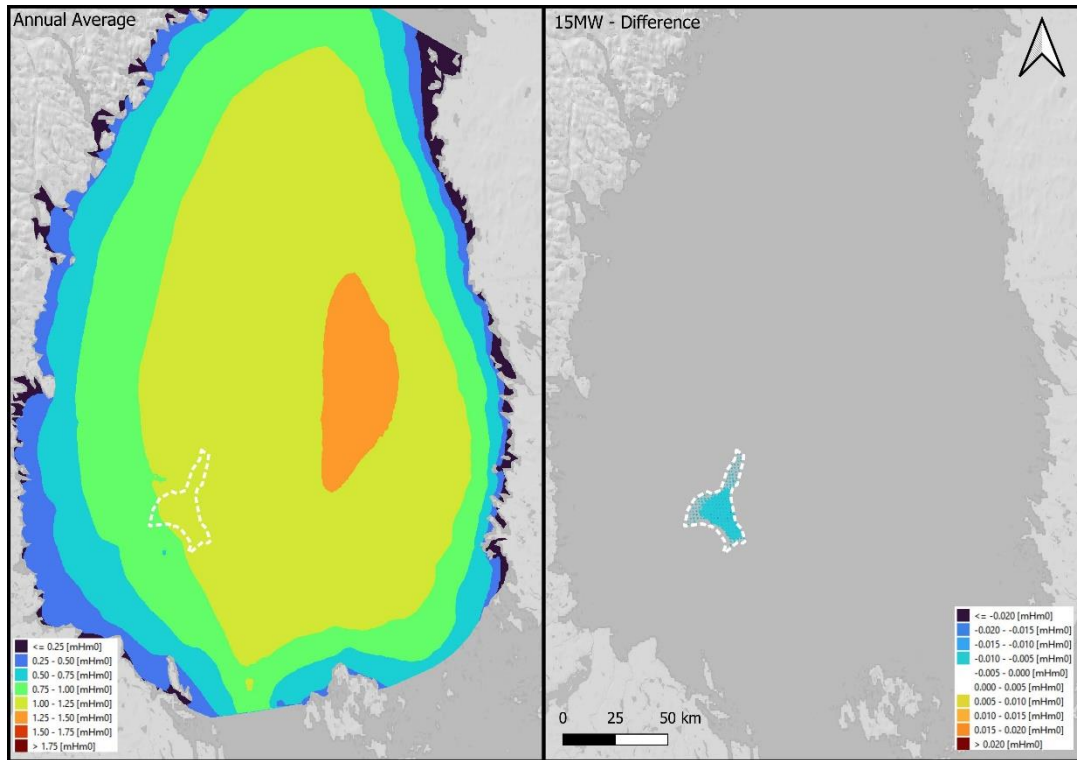 Annual Average
15MW - Difference
<= 0.25 [mHm0]
0.25 - 0.50 [mHm0]
0.50 - 0.75 [mHm0]
0.75 - 1.00 [mHm0]
1.00 - 1.25 [mHm0]
1.25 - 1.50 [mHm0]
1.50 - 1.75 [mHm0]
> 1.75 [mHm0]
0 25 50 km
<= -0.020 [mHm0]
-0.020 - -0.015 [mHm0]
-0.015 - -0.010 [mHm0]
-0.010 - -0.005 [mHm0]
-0.005 - 0.000 [mHm0]
0.000 - 0.005 [mHm0]
0.005 - 0.010 [mHm0]
0.010 - 0.015 [mHm0]
0.015 - 0.020 [mHm0]
> 0.020 [mHm0]